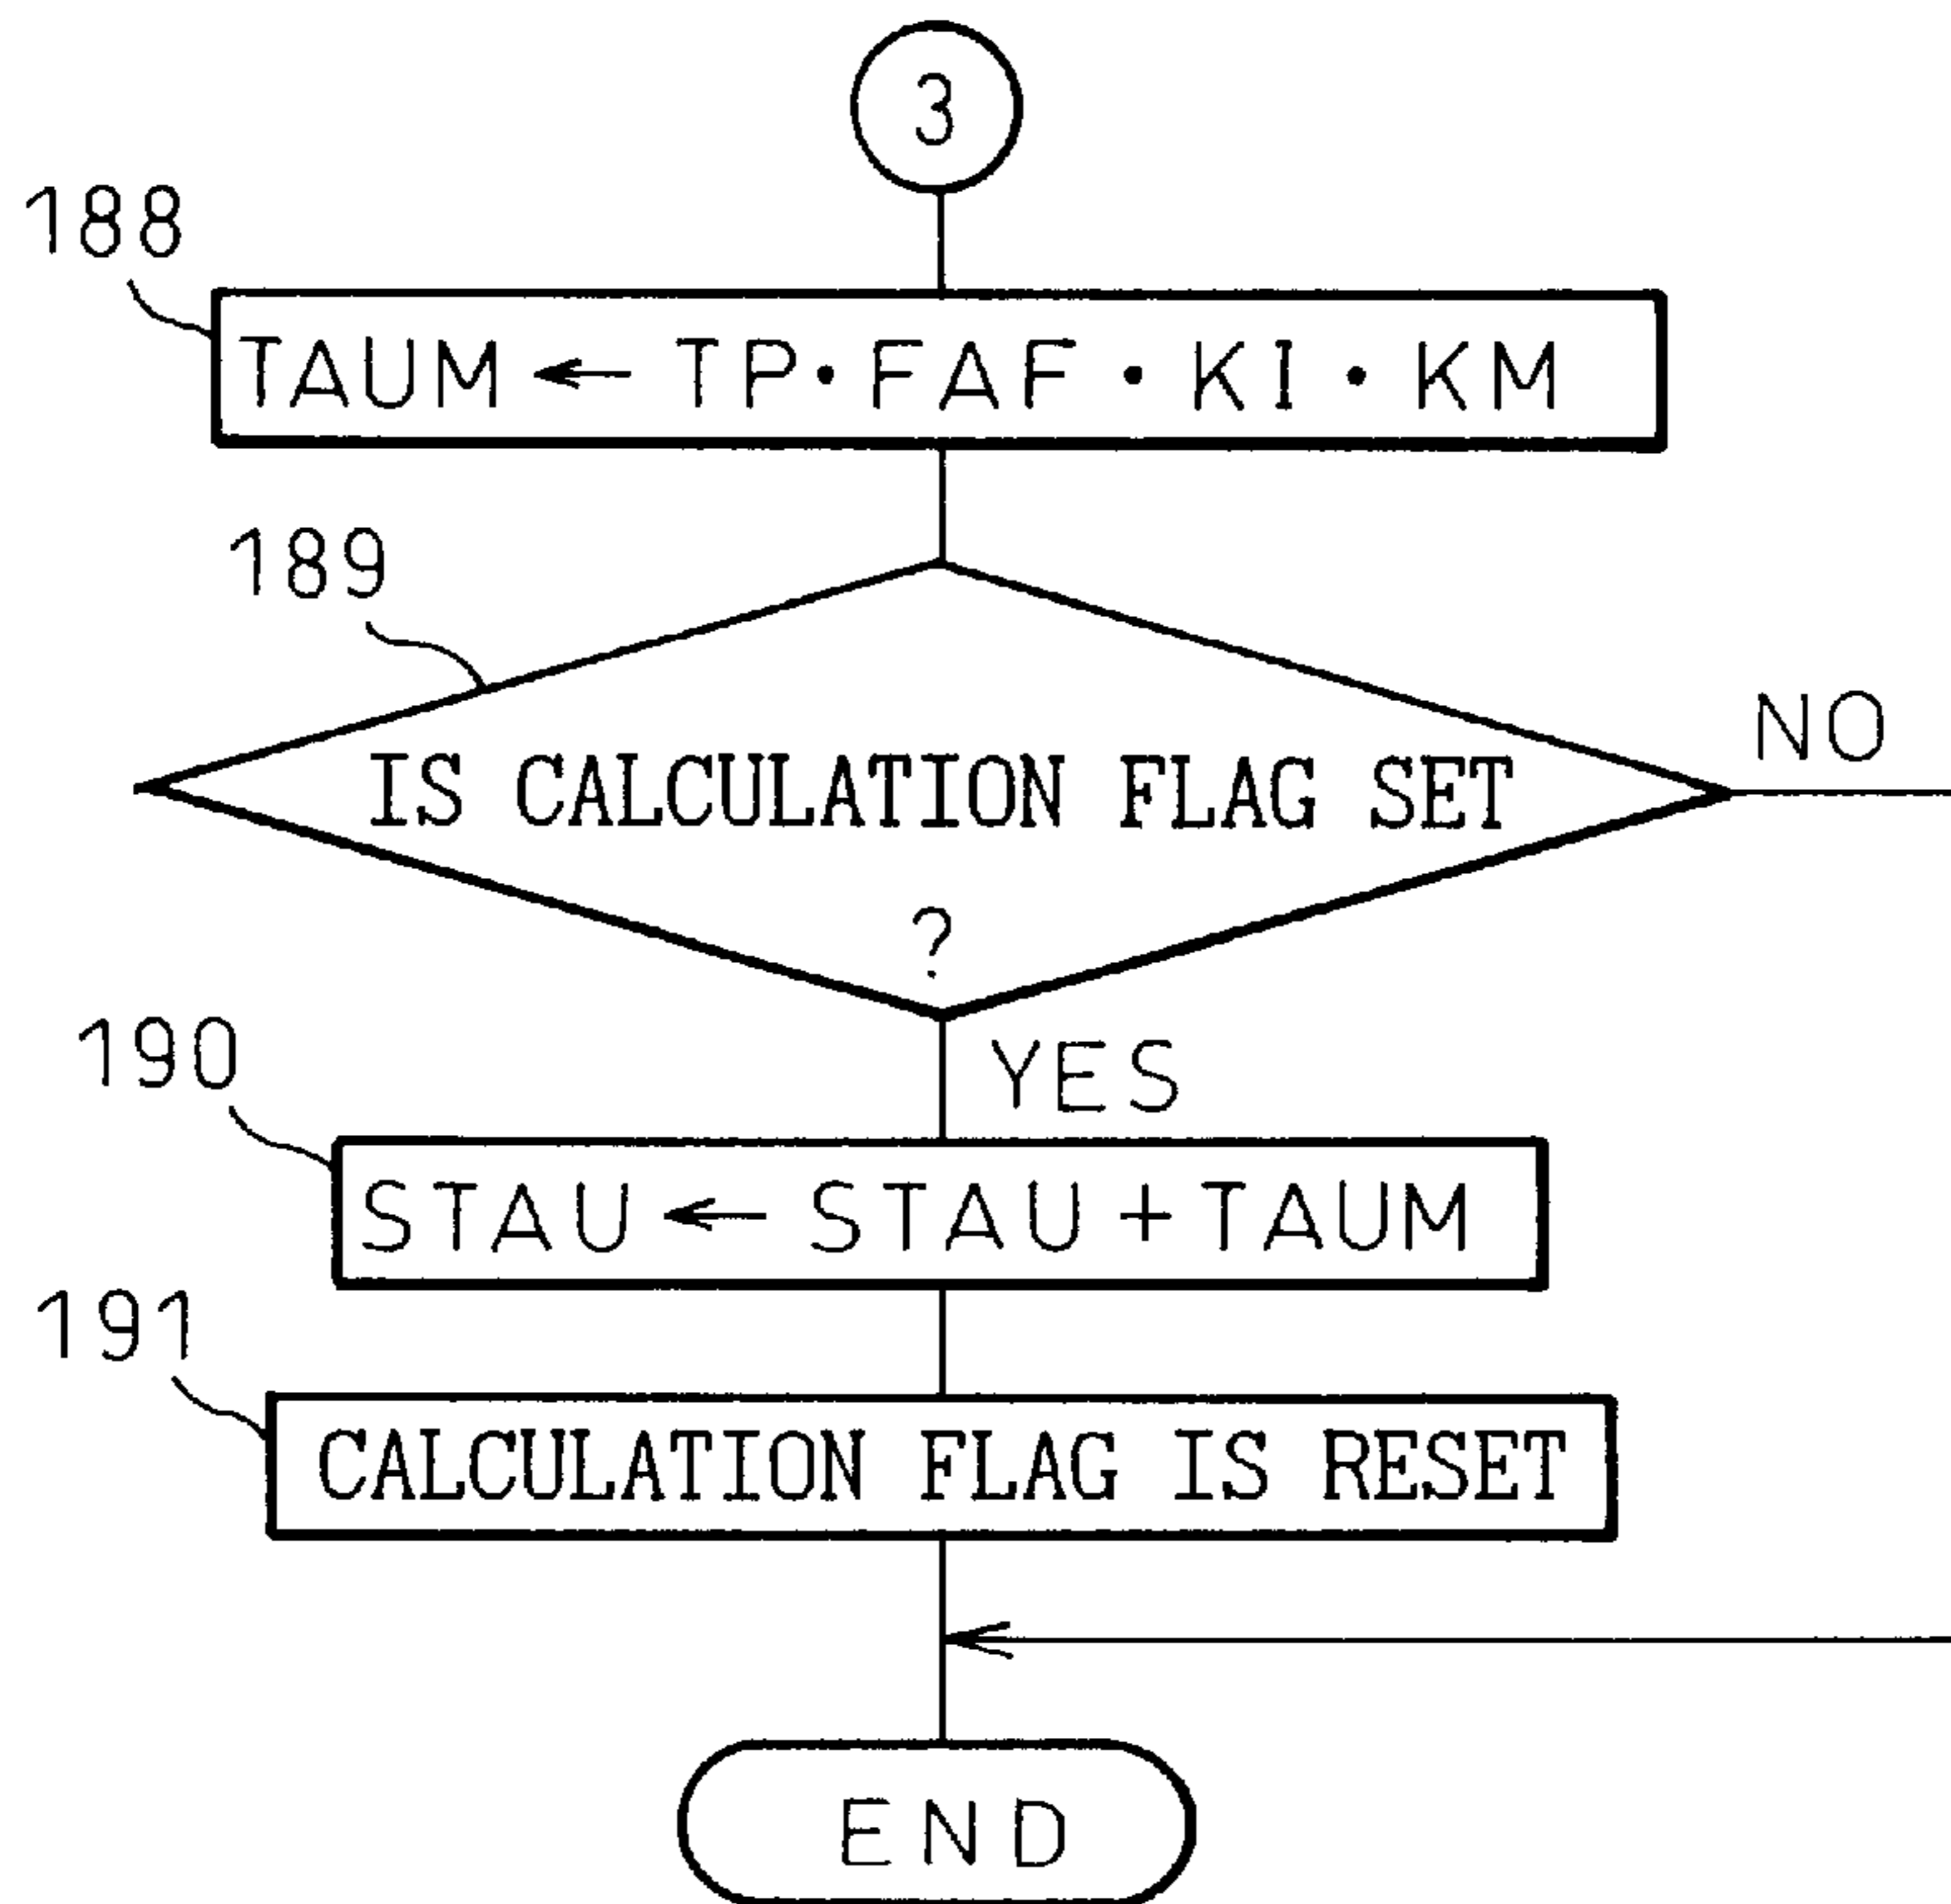 3
188
TAUM ← TP·FAF·KI·KM
189
IS CALCULATION FLAG SET
?
NO
YES
190
STAU ← STAU+TAUM
191
CALCULATION FLAG IS RESET
END